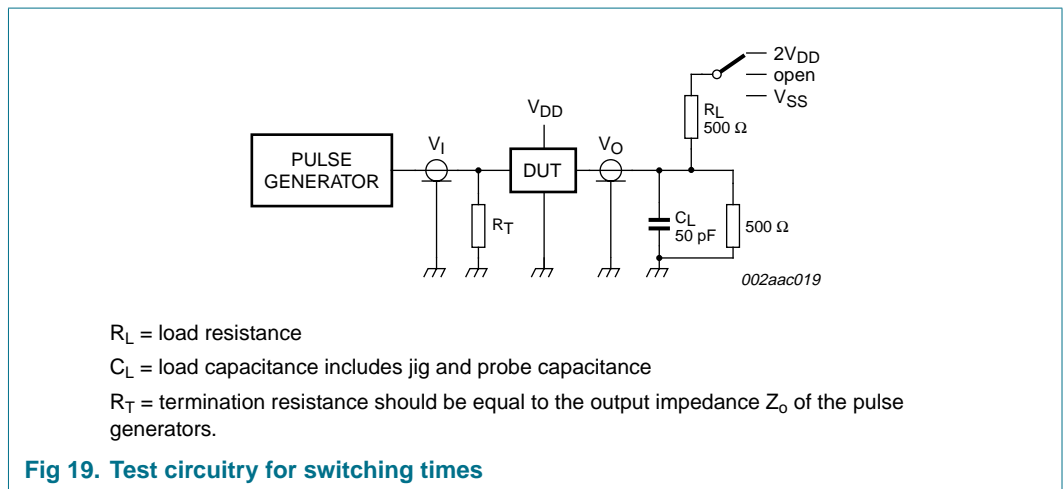 2VDD
open
VSS
RL
500 Ω
VDD
VI
VO
PULSE
GENERATOR
DUT
RT
CL
50 pF
500 Ω
002aac019
RL = load resistance
CL = load capacitance includes jig and probe capacitance
RT = termination resistance should be equal to the output impedance Zo of the pulse
generators.
Fig 19. Test circuitry for switching times